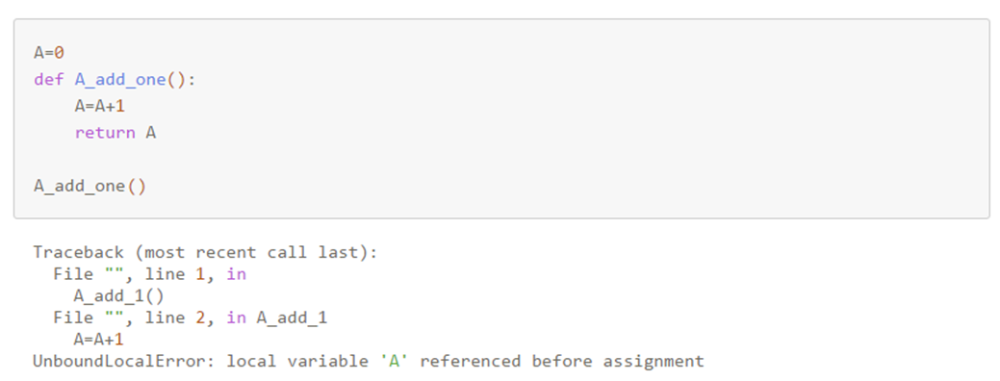 A=0
def A_add_one():
    A=A+1
    return A
A_add_one()
Traceback (most recent call last):
  File "", line 1, in
    A_add_1()
  File "", line 2, in A_add_1
    A=A+1
UnboundLocalError: local variable 'A' referenced before assignment